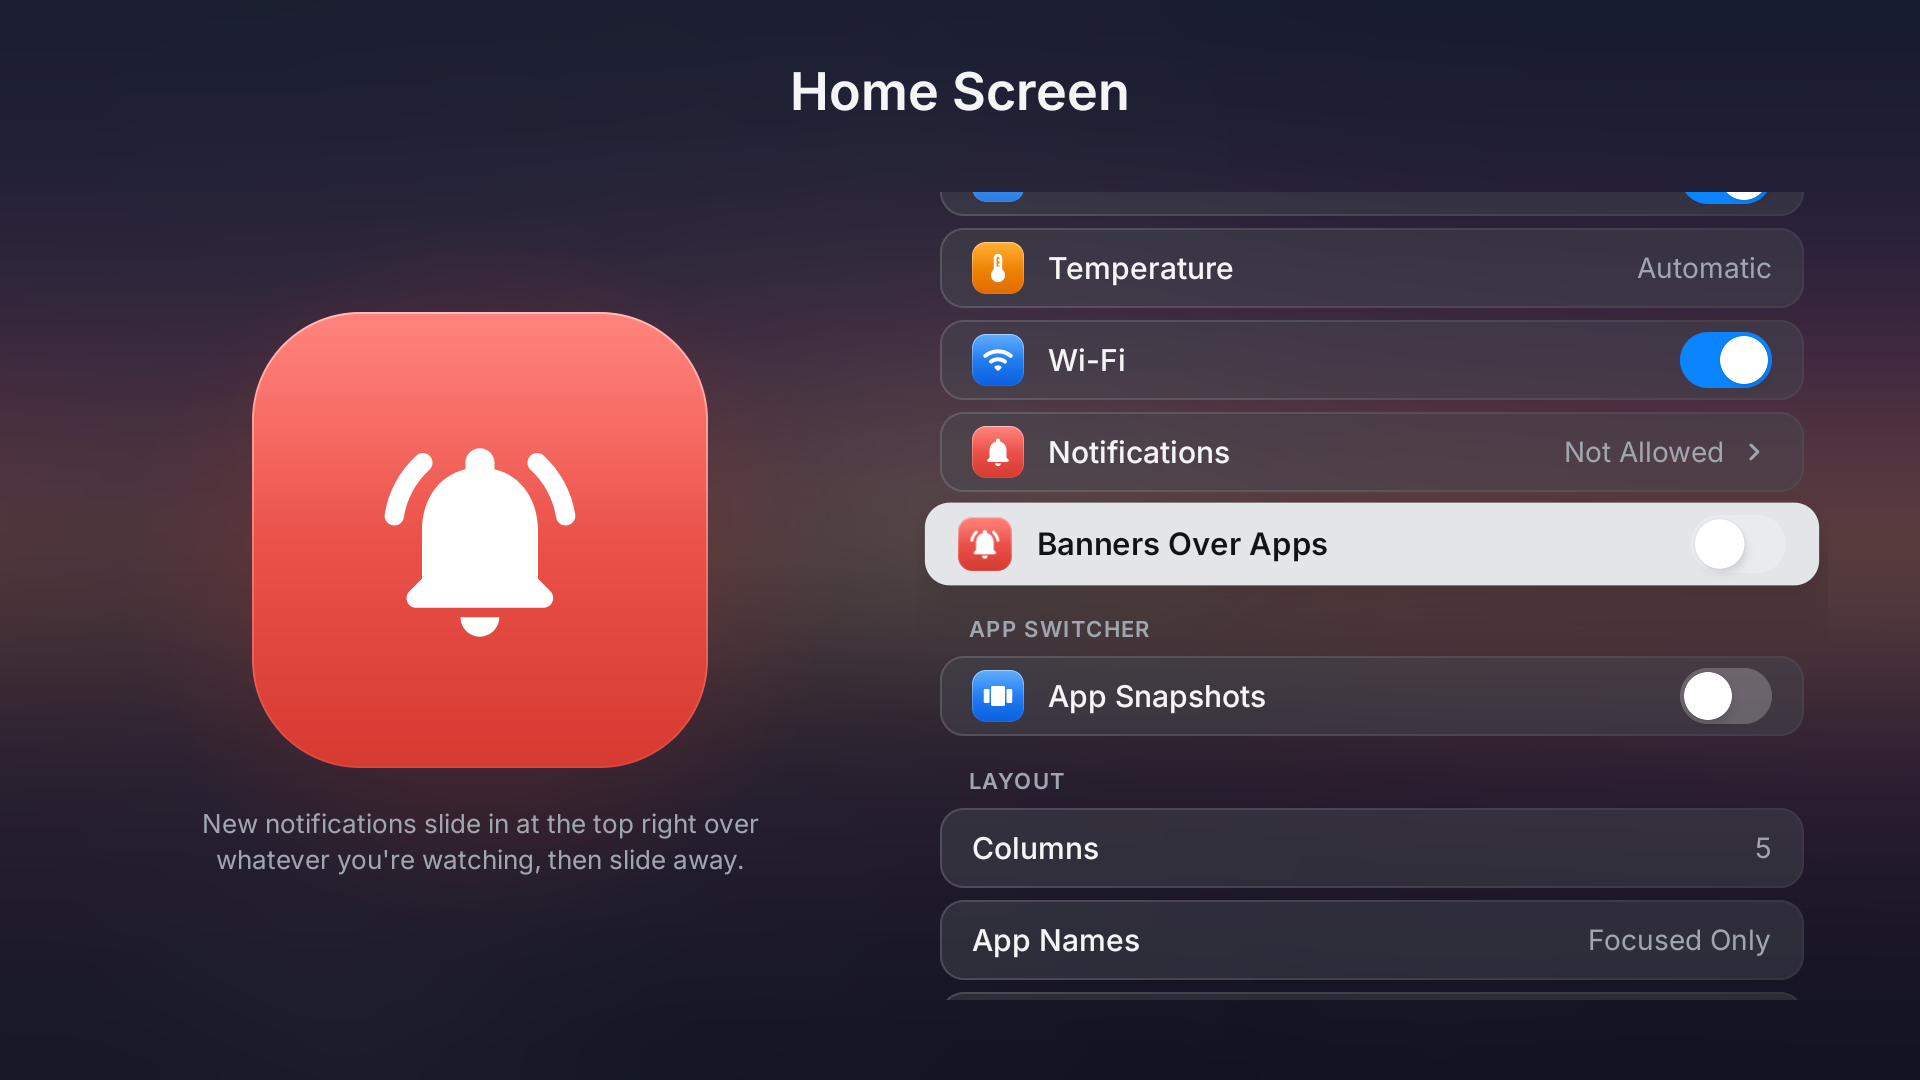 Home Screen
Temperature
Automatic
Wi-Fi
Notifications
Not Allowed
Banners Over Apps
APP SWITCHER
App Snapshots
LAYOUT
Columns
5
App Names
Focused Only
New notifications slide in at the top right over
whatever you're watching, then slide away.